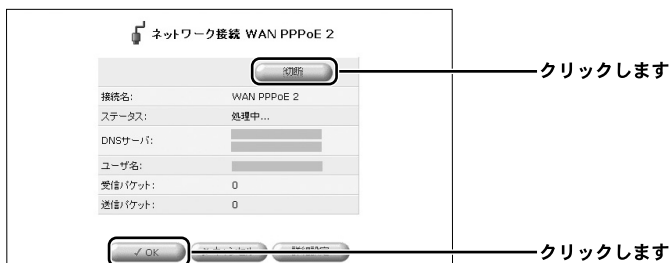 ネットワーク接続 WAN PPPoE 2
切断
クリックします
接続名: WAN PPPoE 2
ステータス: 処理中...
DNSサーバ:
ユーザ名:
受信パケット: 0
送信パケット: 0
✓ OK
クリックします